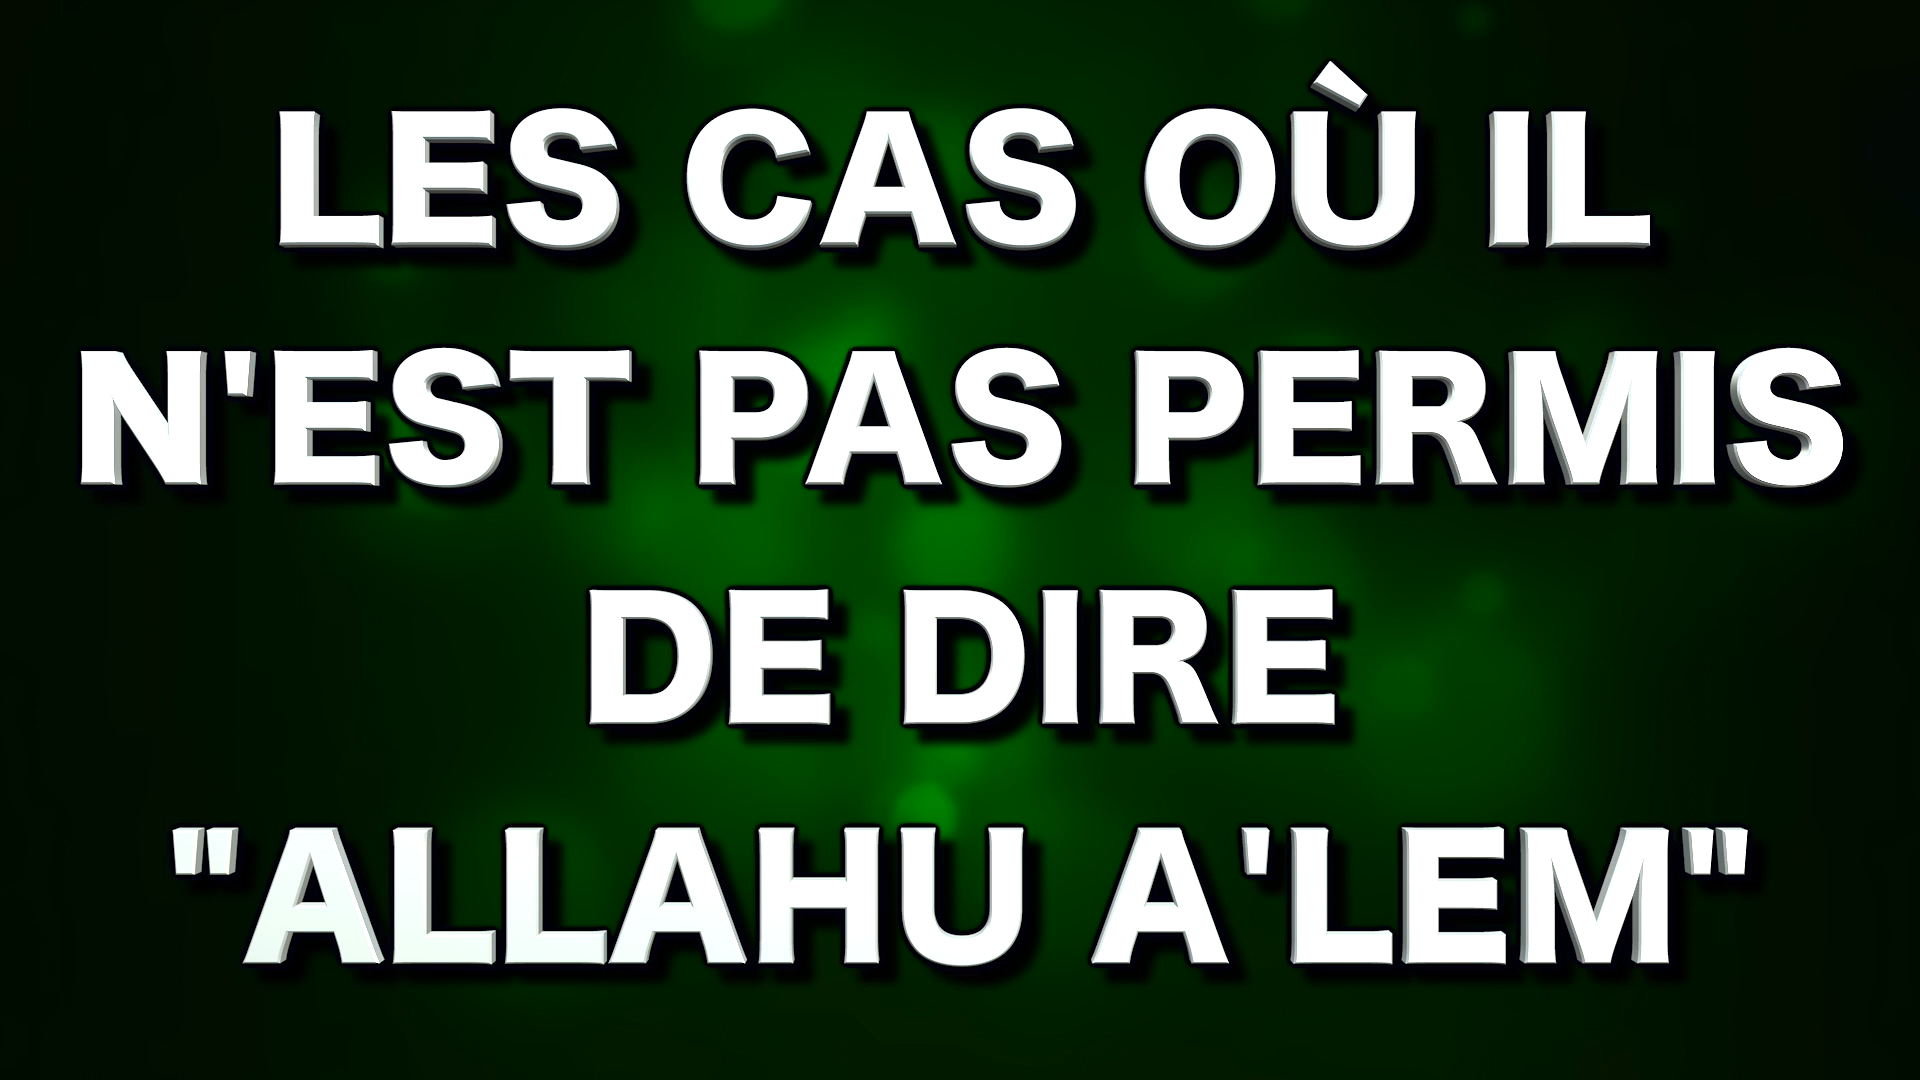 LES CAS OÙ IL
N'EST PAS PERMIS
DE DIRE
"ALLAHU A'LEM"